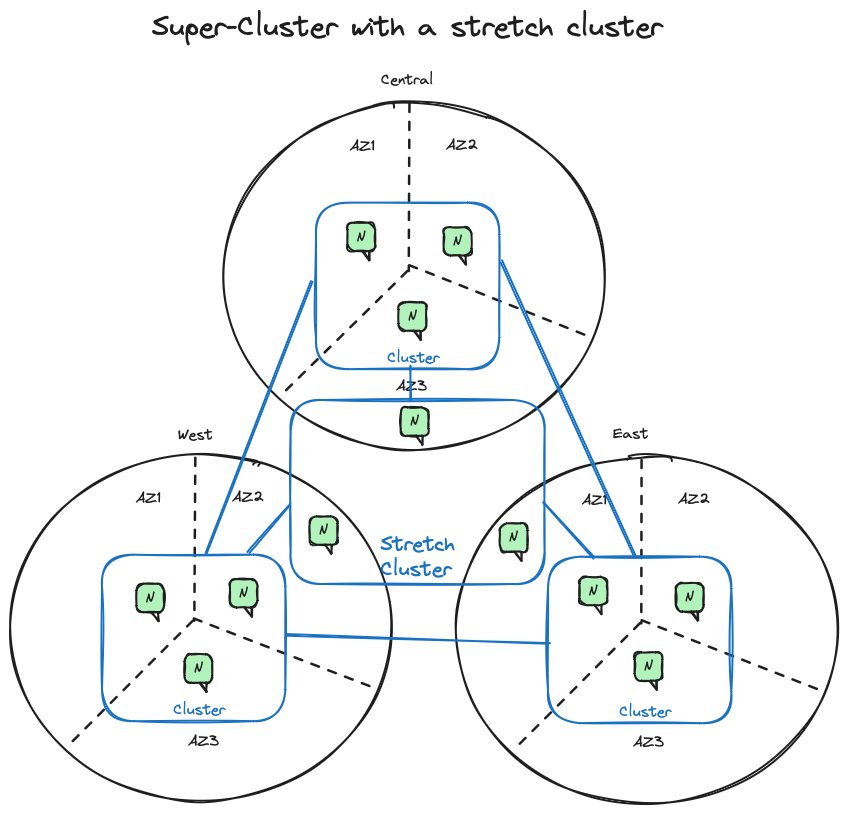 Super-Cluster with a stretch cluster
Central
AZ1
AZ2
N
N
N
Cluster
AZ3
N
West
East
AZ1
AZ2
AZ1
AZ2
N
N
Stretch
Cluster
N
N
N
N
N
N
Cluster
Cluster
AZ3
AZ3